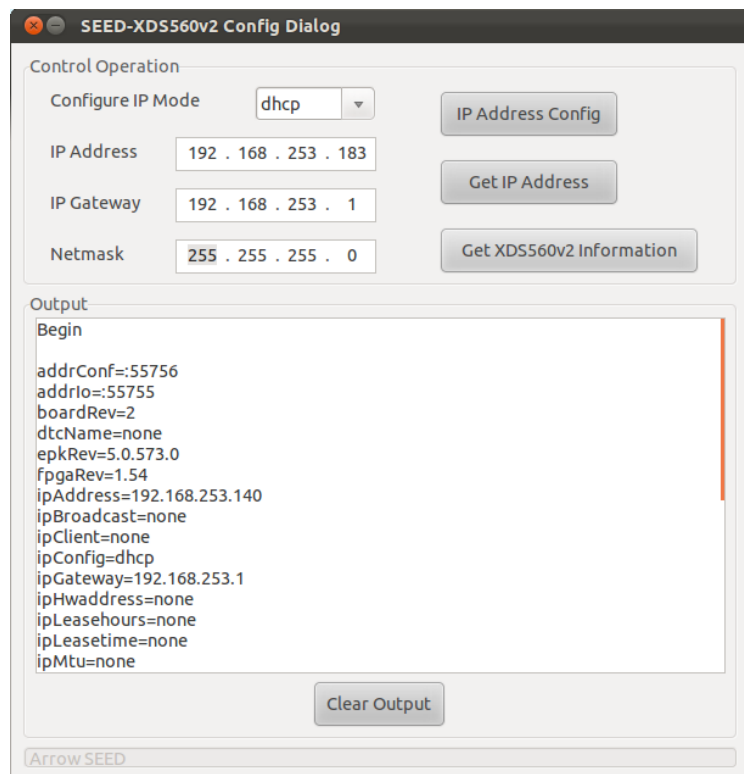 SEED-XDS560v2 Config Dialog
Control Operation
Configure IP Mode dhcp
IP Address Config
IP Address 192 . 168 . 253 . 183
Get IP Address
IP Gateway 192 . 168 . 253 . 1
Netmask 255 . 255 . 255 . 0
Get XDS560v2 Information
Output
Begin
addrConf=:55756
addrIo=:55755
boardRev=2
dtcName=none
epkRev=5.0.573.0
fpgaRev=1.54
ipAddress=192.168.253.140
ipBroadcast=none
ipClient=none
ipConfig=dhcp
ipGateway=192.168.253.1
ipHwaddress=none
ipLeasehours=none
ipLeasetime=none
ipMtu=none
Clear Output
Arrow SEED